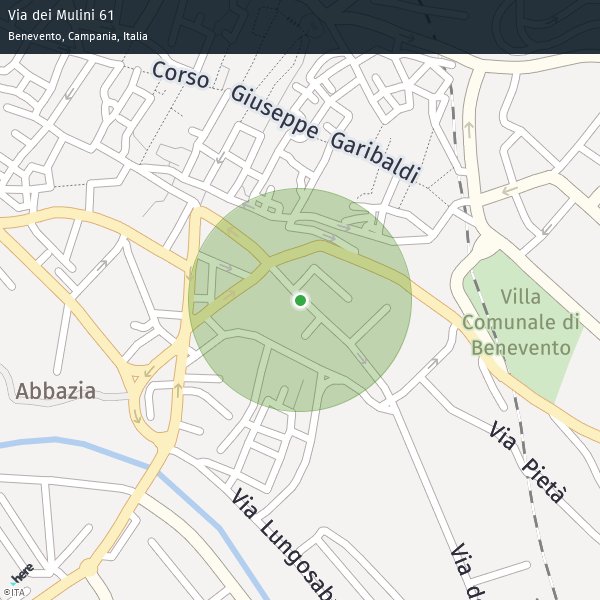 Via dei Mulini 61
Benevento, Campania, Italia
Corso Giuseppe Garibaldi
Villa
Comunale di
Benevento
Abbazia
Via Pietà
Via Lungosab
Via de
here
©ITA